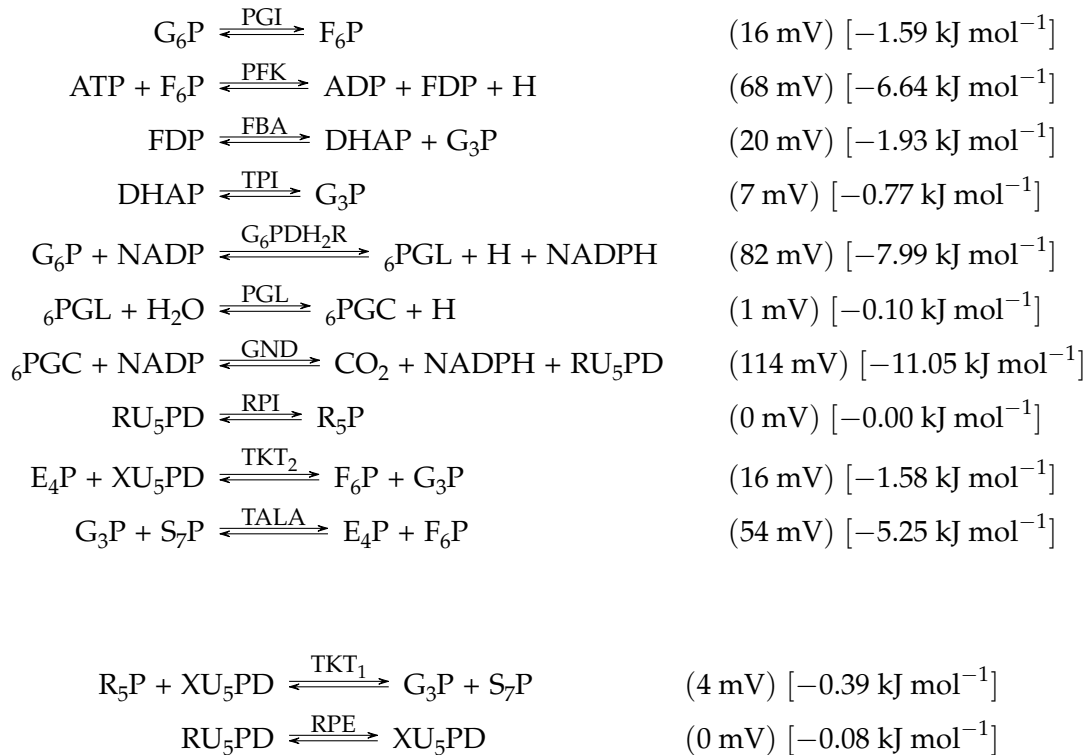 G₆P ⇌[PGI] F₆P (16 mV) [−1.59 kJ mol⁻¹]
ATP + F₆P ⇌[PFK] ADP + FDP + H (68 mV) [−6.64 kJ mol⁻¹]
FDP ⇌[FBA] DHAP + G₃P (20 mV) [−1.93 kJ mol⁻¹]
DHAP ⇌[TPI] G₃P (7 mV) [−0.77 kJ mol⁻¹]
G₆P + NADP ⇌[G₆PDH₂R] ₆PGL + H + NADPH (82 mV) [−7.99 kJ mol⁻¹]
₆PGL + H₂O ⇌[PGL] ₆PGC + H (1 mV) [−0.10 kJ mol⁻¹]
₆PGC + NADP ⇌[GND] CO₂ + NADPH + RU₅PD (114 mV) [−11.05 kJ mol⁻¹]
RU₅PD ⇌[RPI] R₅P (0 mV) [−0.00 kJ mol⁻¹]
E₄P + XU₅PD ⇌[TKT₂] F₆P + G₃P (16 mV) [−1.58 kJ mol⁻¹]
G₃P + S₇P ⇌[TALA] E₄P + F₆P (54 mV) [−5.25 kJ mol⁻¹]
R₅P + XU₅PD ⇌[TKT₁] G₃P + S₇P (4 mV) [−0.39 kJ mol⁻¹]
RU₅PD ⇌[RPE] XU₅PD (0 mV) [−0.08 kJ mol⁻¹]